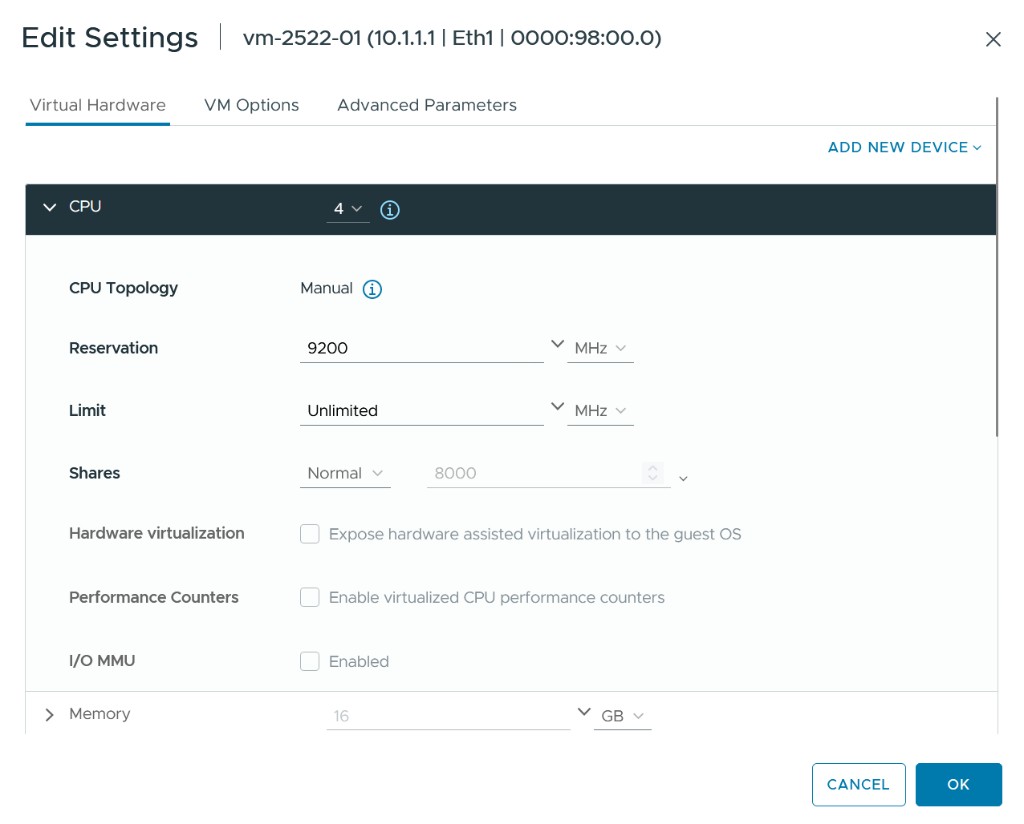 Edit Settings | vm-2522-01 (10.1.1.1 | Eth1 | 0000:98:00.0)
Virtual Hardware VM Options Advanced Parameters
ADD NEW DEVICE
CPU 4
CPU Topology Manual
Reservation 9200 MHz
Limit Unlimited MHz
Shares Normal 8000
Hardware virtualization Expose hardware assisted virtualization to the guest OS
Performance Counters Enable virtualized CPU performance counters
I/O MMU Enabled
Memory 16 GB
CANCEL OK